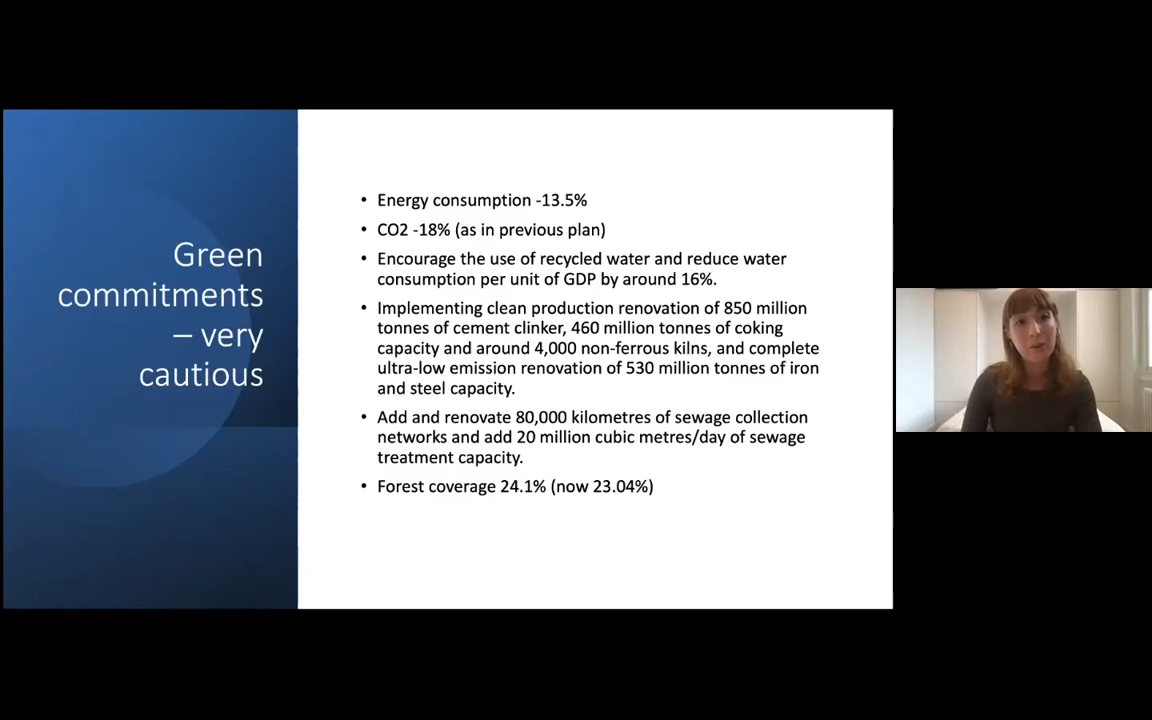 Green
commitments
– very
cautious
• Energy consumption -13.5%
• CO2 -18% (as in previous plan)
• Encourage the use of recycled water and reduce water
consumption per unit of GDP by around 16%.
• Implementing clean production renovation of 850 million
tonnes of cement clinker, 460 million tonnes of coking
capacity and around 4,000 non-ferrous kilns, and complete
ultra-low emission renovation of 530 million tonnes of iron
and steel capacity.
• Add and renovate 80,000 kilometres of sewage collection
networks and add 20 million cubic metres/day of sewage
treatment capacity.
• Forest coverage 24.1% (now 23.04%)